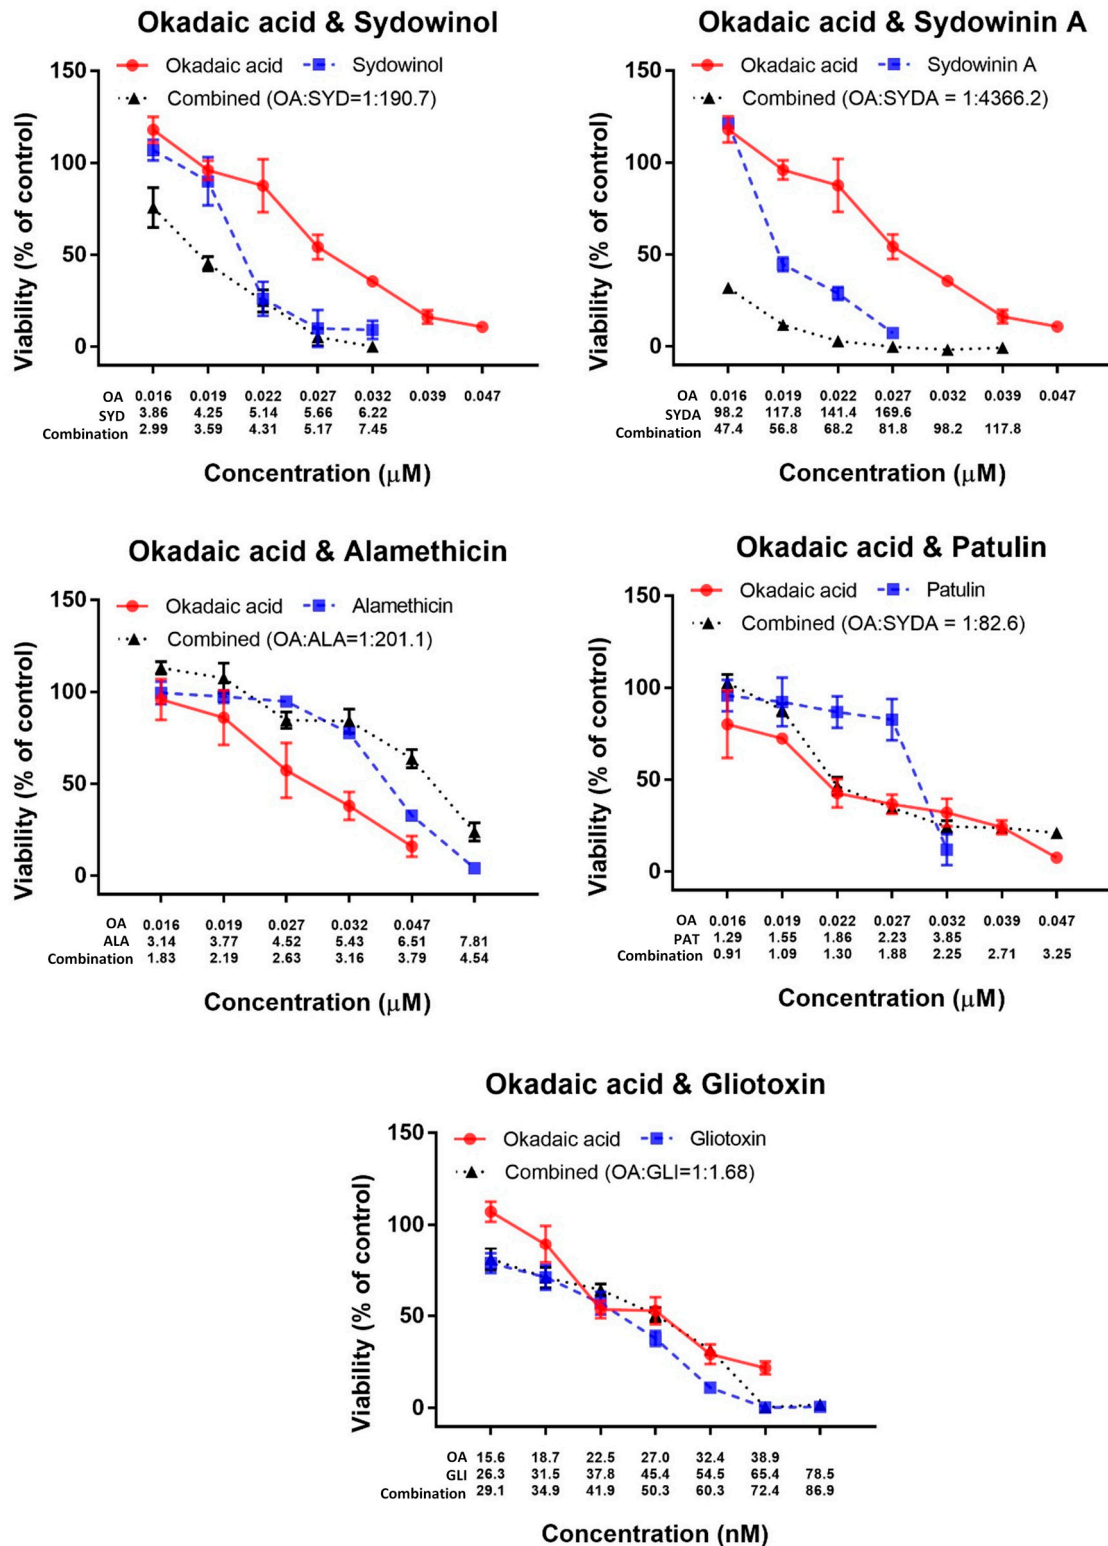 Okadaic acid & Sydowinol
Okadaic acid Sydowinol
Combined (OA:SYD=1:190.7)
Viability (% of control)
150
100
50
0
OA 0.016 0.019 0.022 0.027 0.032 0.039 0.047
SYD 3.86 4.25 5.14 5.66 6.22
Combination 2.99 3.59 4.31 5.17 7.45
Concentration (μM)
Okadaic acid & Sydowinin A
Okadaic acid Sydowinin A
Combined (OA:SYDA = 1:4366.2)
Viability (% of control)
150
100
50
0
OA 0.016 0.019 0.022 0.027 0.032 0.039 0.047
SYDA 98.2 117.8 141.4 169.6
Combination 47.4 56.8 68.2 81.8 98.2 117.8
Concentration (μM)
Okadaic acid & Alamethicin
Okadaic acid Alamethicin
Combined (OA:ALA=1:201.1)
Viability (% of control)
150
100
50
0
OA 0.016 0.019 0.027 0.032 0.047
ALA 3.14 3.77 4.52 5.43 6.51 7.81
Combination 1.83 2.19 2.63 3.16 3.79 4.54
Concentration (μM)
Okadaic acid & Patulin
Okadaic acid Patulin
Combined (OA:SYDA = 1:82.6)
Viability (% of control)
150
100
50
0
OA 0.016 0.019 0.022 0.027 0.032 0.039 0.047
PAT 1.29 1.55 1.86 2.23 3.85
Combination 0.91 1.09 1.30 1.88 2.25 2.71 3.25
Concentration (μM)
Okadaic acid & Gliotoxin
Okadaic acid Gliotoxin
Combined (OA:GLI=1:1.68)
Viability (% of control)
150
100
50
0
OA 15.6 18.7 22.5 27.0 32.4 38.9
GLI 26.3 31.5 37.8 45.4 54.5 65.4 78.5
Combination 29.1 34.9 41.9 50.3 60.3 72.4 86.9
Concentration (nM)